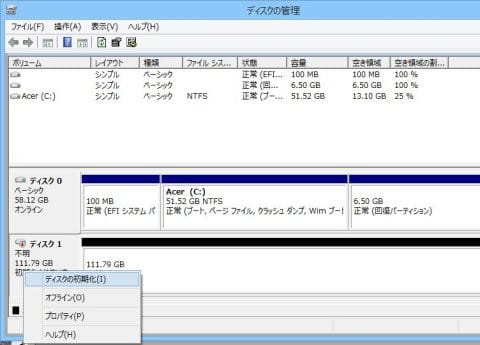 ディスクの管理
ファイル(F) 操作(A) 表示(V) ヘルプ(H)
ボリューム レイアウト 種類 ファイル シス... 状態 容量 空き領域 空き領域の割...
シンプル ベーシック 正常 (EFI... 100 MB 100 MB 100 %
シンプル ベーシック 正常 (回... 6.50 GB 6.50 GB 100 %
Acer (C:) シンプル ベーシック NTFS 正常 (ブー... 51.52 GB 13.10 GB 25 %
ディスク 0
ベーシック
58.12 GB
オンライン
100 MB
正常 (EFI システム パ
Acer (C:)
51.52 GB NTFS
正常 (ブート, ページ ファイル, クラッシュ ダンプ, Wim ブート
6.50 GB
正常 (回復パーティション)
ディスク 1
不明
111.79 GB
111.79 GB
ディスクの初期化(I)
オフライン(O)
プロパティ(P)
ヘルプ(H)